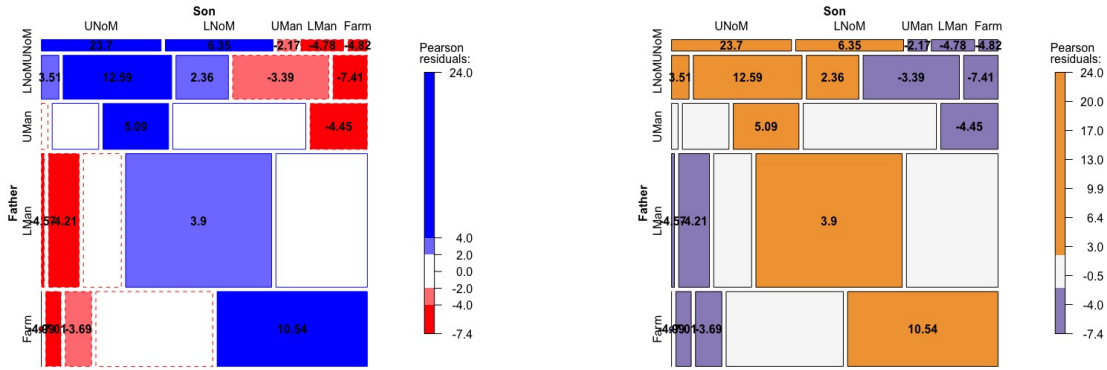 Son
UNoM LNoM UMan LMan Farm
23.7 6.35 -2.17 -4.78 -4.82
3.51 12.59 2.36 -3.39 -7.41
5.09 -4.45
-4.57 -4.21 3.9
-3.69 10.54
Father
UNoM
LNoM
UMan
LMan
Farm
Pearson
residuals:
24.0
4.0
2.0
0.0
-2.0
-4.0
-7.4
Son
UNoM LNoM UMan LMan Farm
23.7 6.35 -2.17 -4.78 -4.82
3.51 12.59 2.36 -3.39 -7.41
5.09 -4.45
-4.57 -4.21 3.9
-3.69 10.54
Father
UNoM
LNoM
UMan
LMan
Farm
Pearson
residuals:
24.0
20.0
17.0
13.0
9.9
6.4
3.0
-0.5
-4.0
-7.4